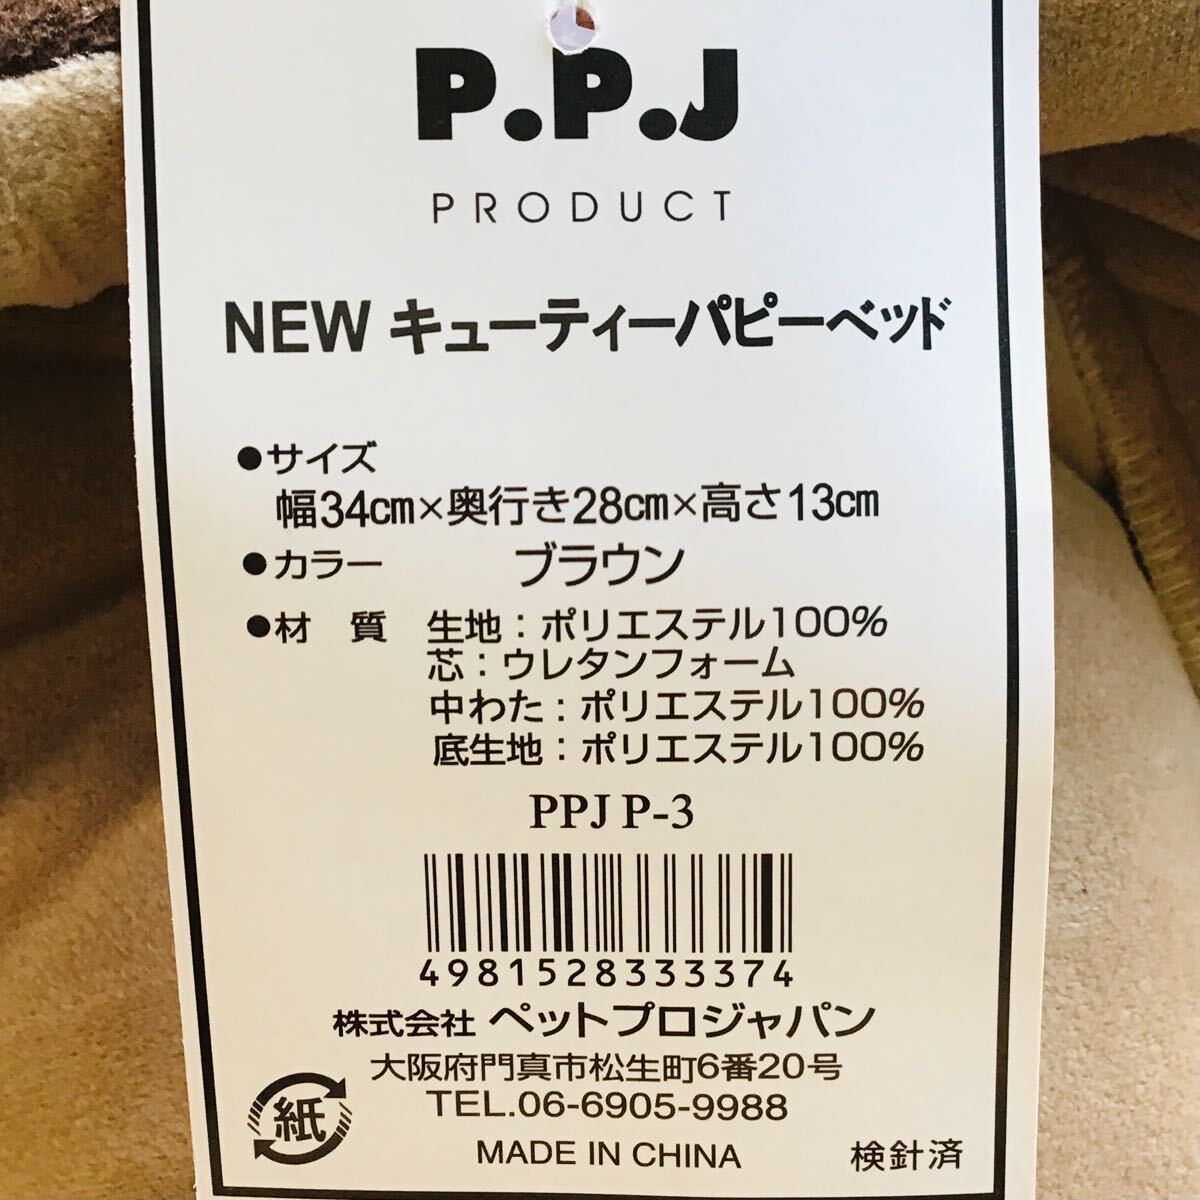 P.P.J
PRODUCT
NEW キューティーパピーベッド
●サイズ
幅34㎝×奥行き28㎝×高さ13㎝
●カラー ブラウン
●材 質 生地：ポリエステル100%
芯：ウレタンフォーム
中わた：ポリエステル100%
底生地：ポリエステル100%
PPJ P-3
4981528333374
株式会社 ペットプロジャパン
大阪府門真市松生町6番20号
TEL.06-6905-9988
紙
MADE IN CHINA 検針済